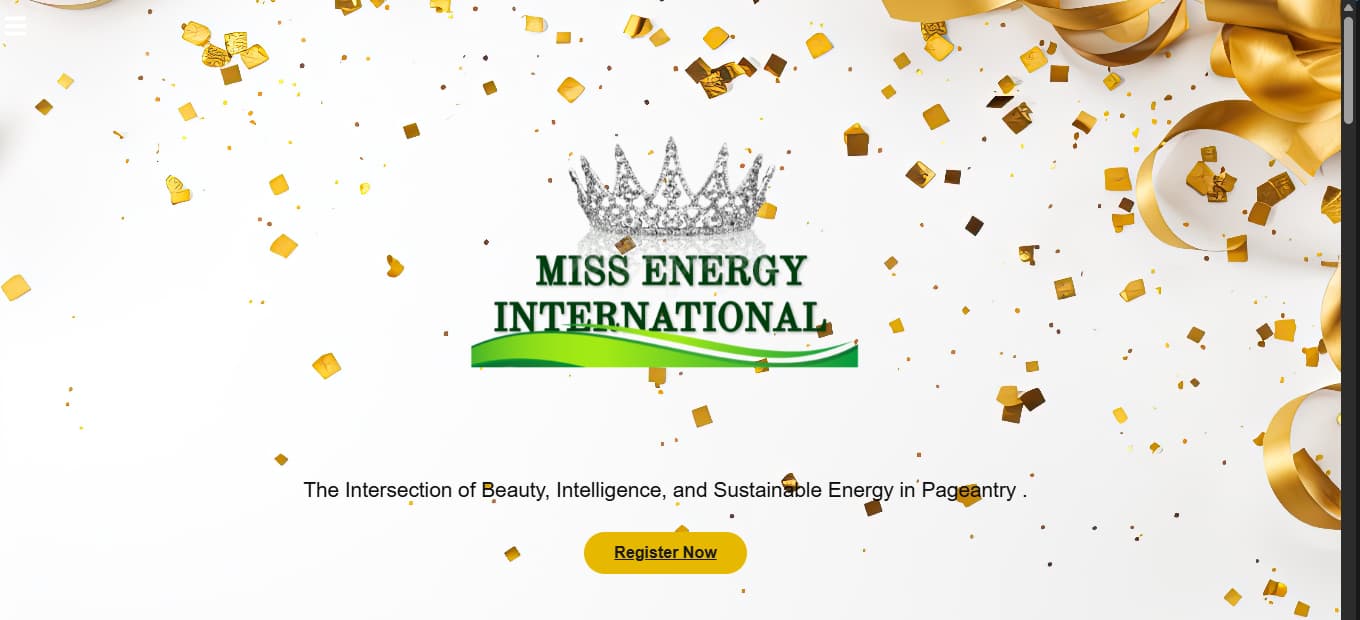 MISS ENERGY
INTERNATIONAL
The Intersection of Beauty, Intelligence, and Sustainable Energy in Pageantry .
Register Now